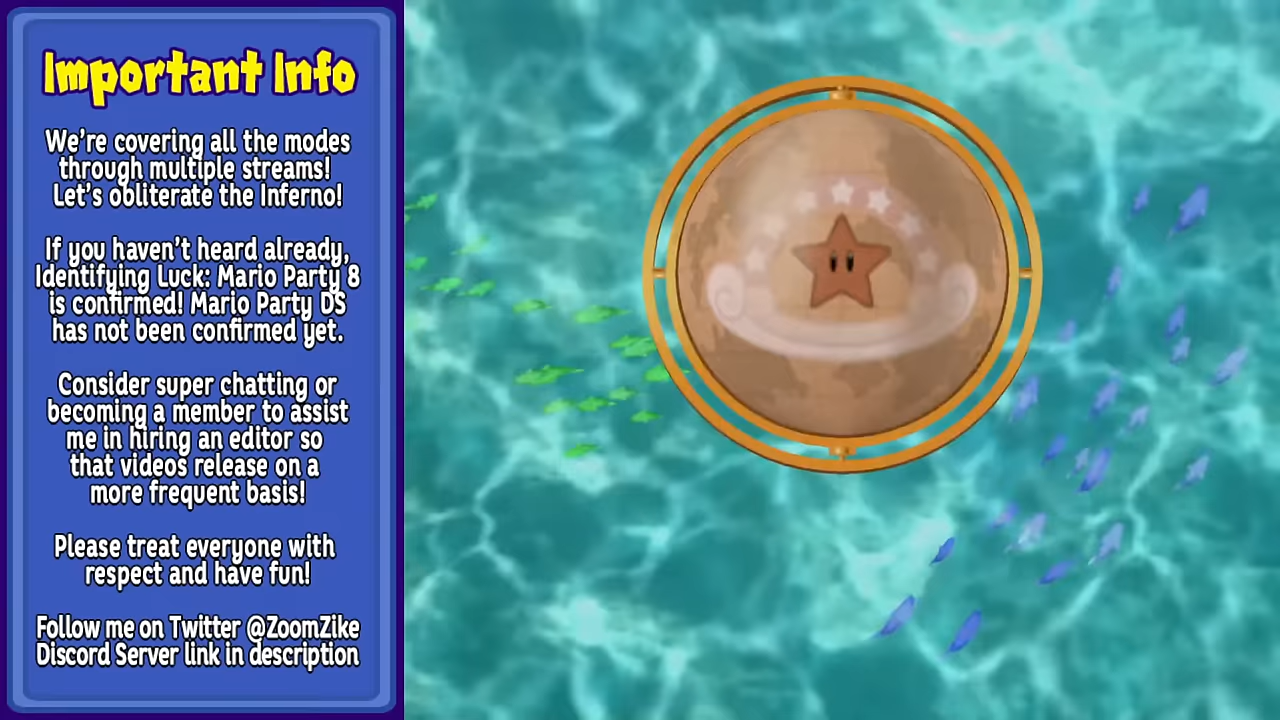 Important Info
We're covering all the modes
through multiple streams!
Let's obliterate the Inferno!
If you haven't heard already,
Identifying Luck: Mario Party 8
is confirmed! Mario Party DS
has not been confirmed yet.
Consider super chatting or
becoming a member to assist
me in hiring an editor so
that videos release on a
more frequent basis!
Please treat everyone with
respect and have fun!
Follow me on Twitter @ZoomZike
Discord Server link in description